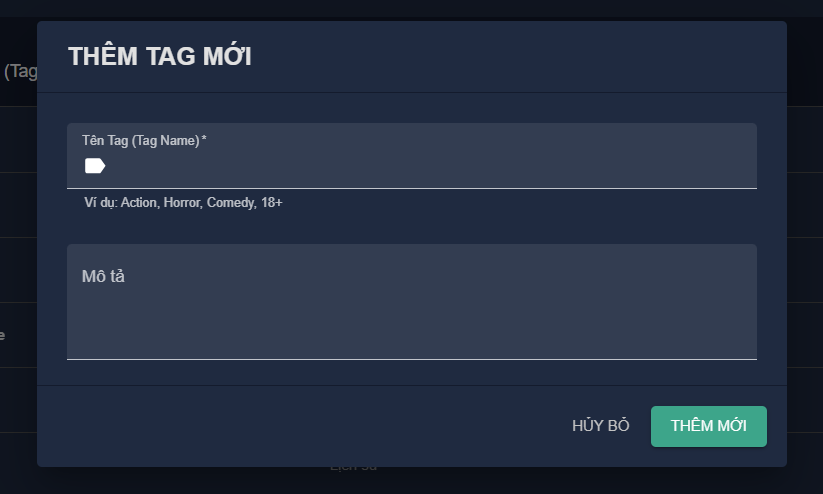 THÊM TAG MỚI
(Tag
Tên Tag (Tag Name) *
Ví dụ: Action, Horror, Comedy, 18+
Mô tả
e
HỦY BỎ
THÊM MỚI